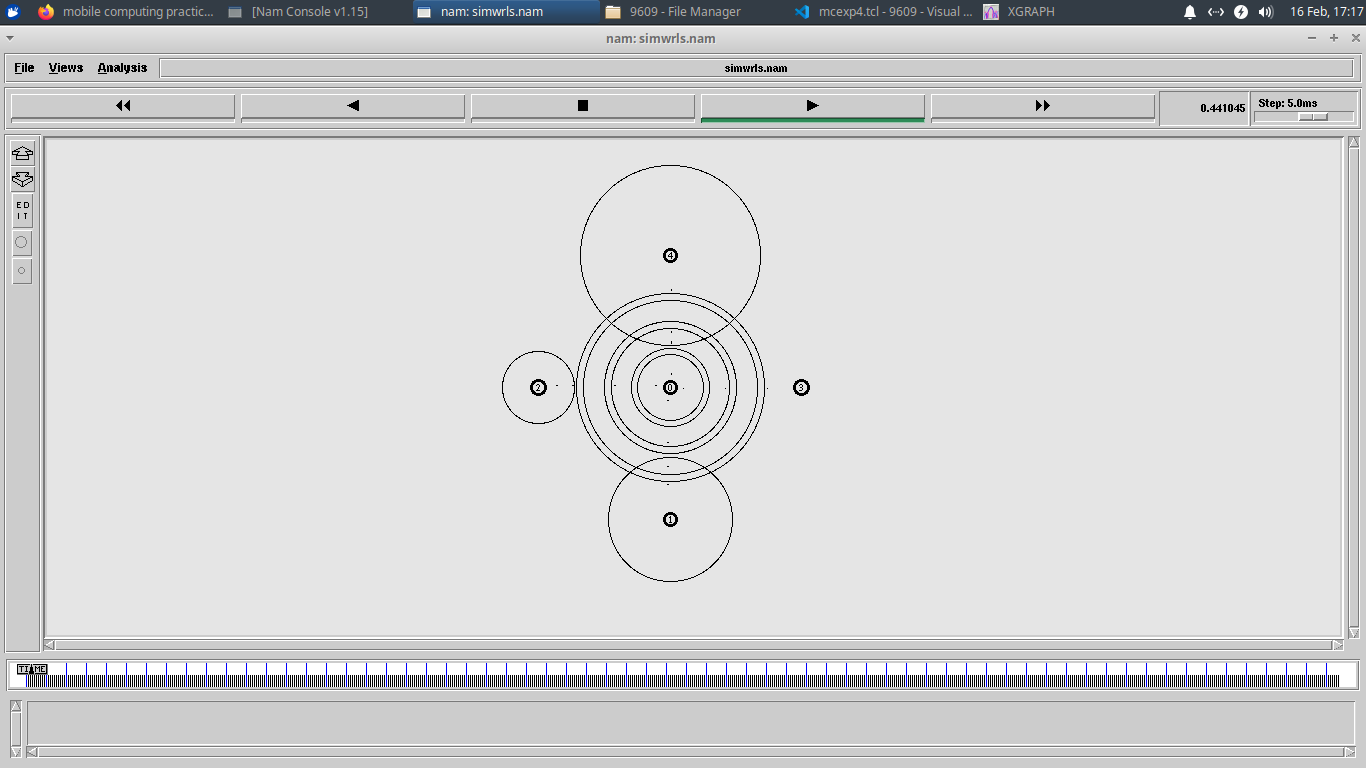 mobile computing practic... [Nam Console v1.15] nam: simwrls.nam 9609 - File Manager mcexp4.tcl - 9609 - Visual ... XGRAPH 16 Feb, 17:17
nam: simwrls.nam
File Views Analysis simwrls.nam
0.441045 Step: 5.0ms
ED
IT
4
2 0 3
1
TIME